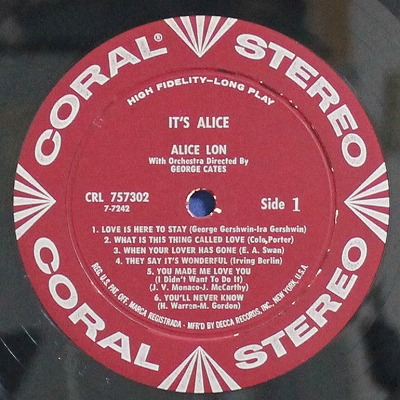 CORAL® STEREO
HIGH FIDELITY—LONG PLAY
IT'S ALICE
ALICE LON
With Orchestra Directed By
GEORGE CATES
CRL 757302
7-7242
Side 1
1. LOVE IS HERE TO STAY (George Gershwin-Ira Gershwin)
2. WHAT IS THIS THING CALLED LOVE (Cole Porter)
3. WHEN YOUR LOVER HAS GONE (E. A. Swan)
4. THEY SAY IT'S WONDERFUL (Irving Berlin)
5. YOU MADE ME LOVE YOU
(I Didn't Want To Do It)
(J. V. Monaco-J. McCarthy)
6. YOU'LL NEVER KNOW
(H. Warren-M. Gordon)
REG. U.S. PAT. OFF. MARCA REGISTRADA - MFR'D BY DECCA RECORDS, INC., NEW YORK, U.S.A.
CORAL STEREO